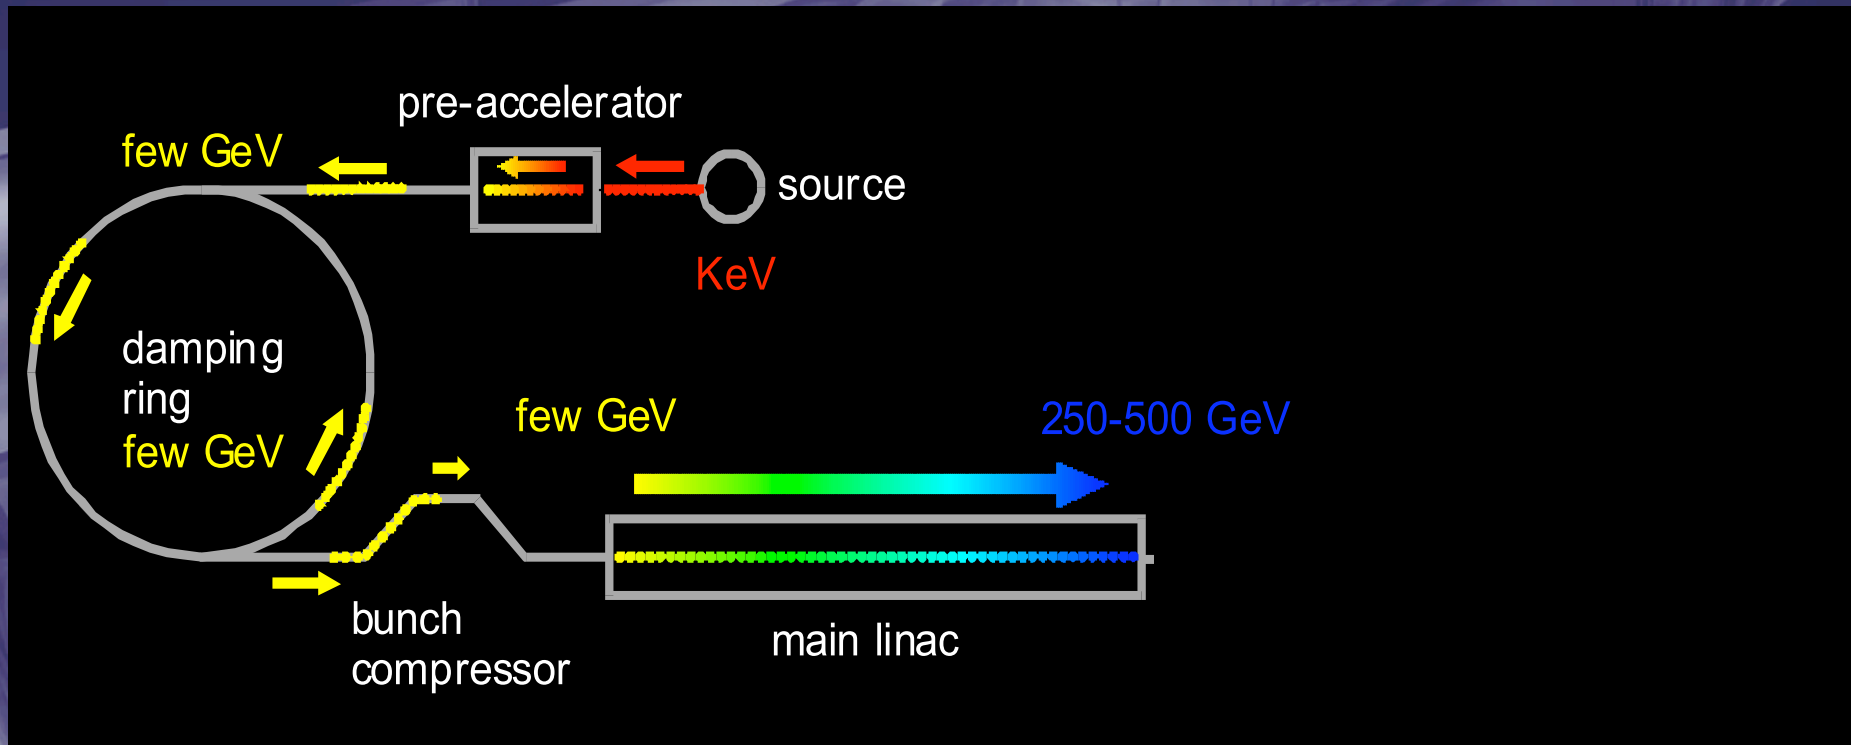 pre-accelerator
few GeV
source
KeV
damping
ring
few GeV
few GeV
250-500 GeV
bunch
compressor
main linac